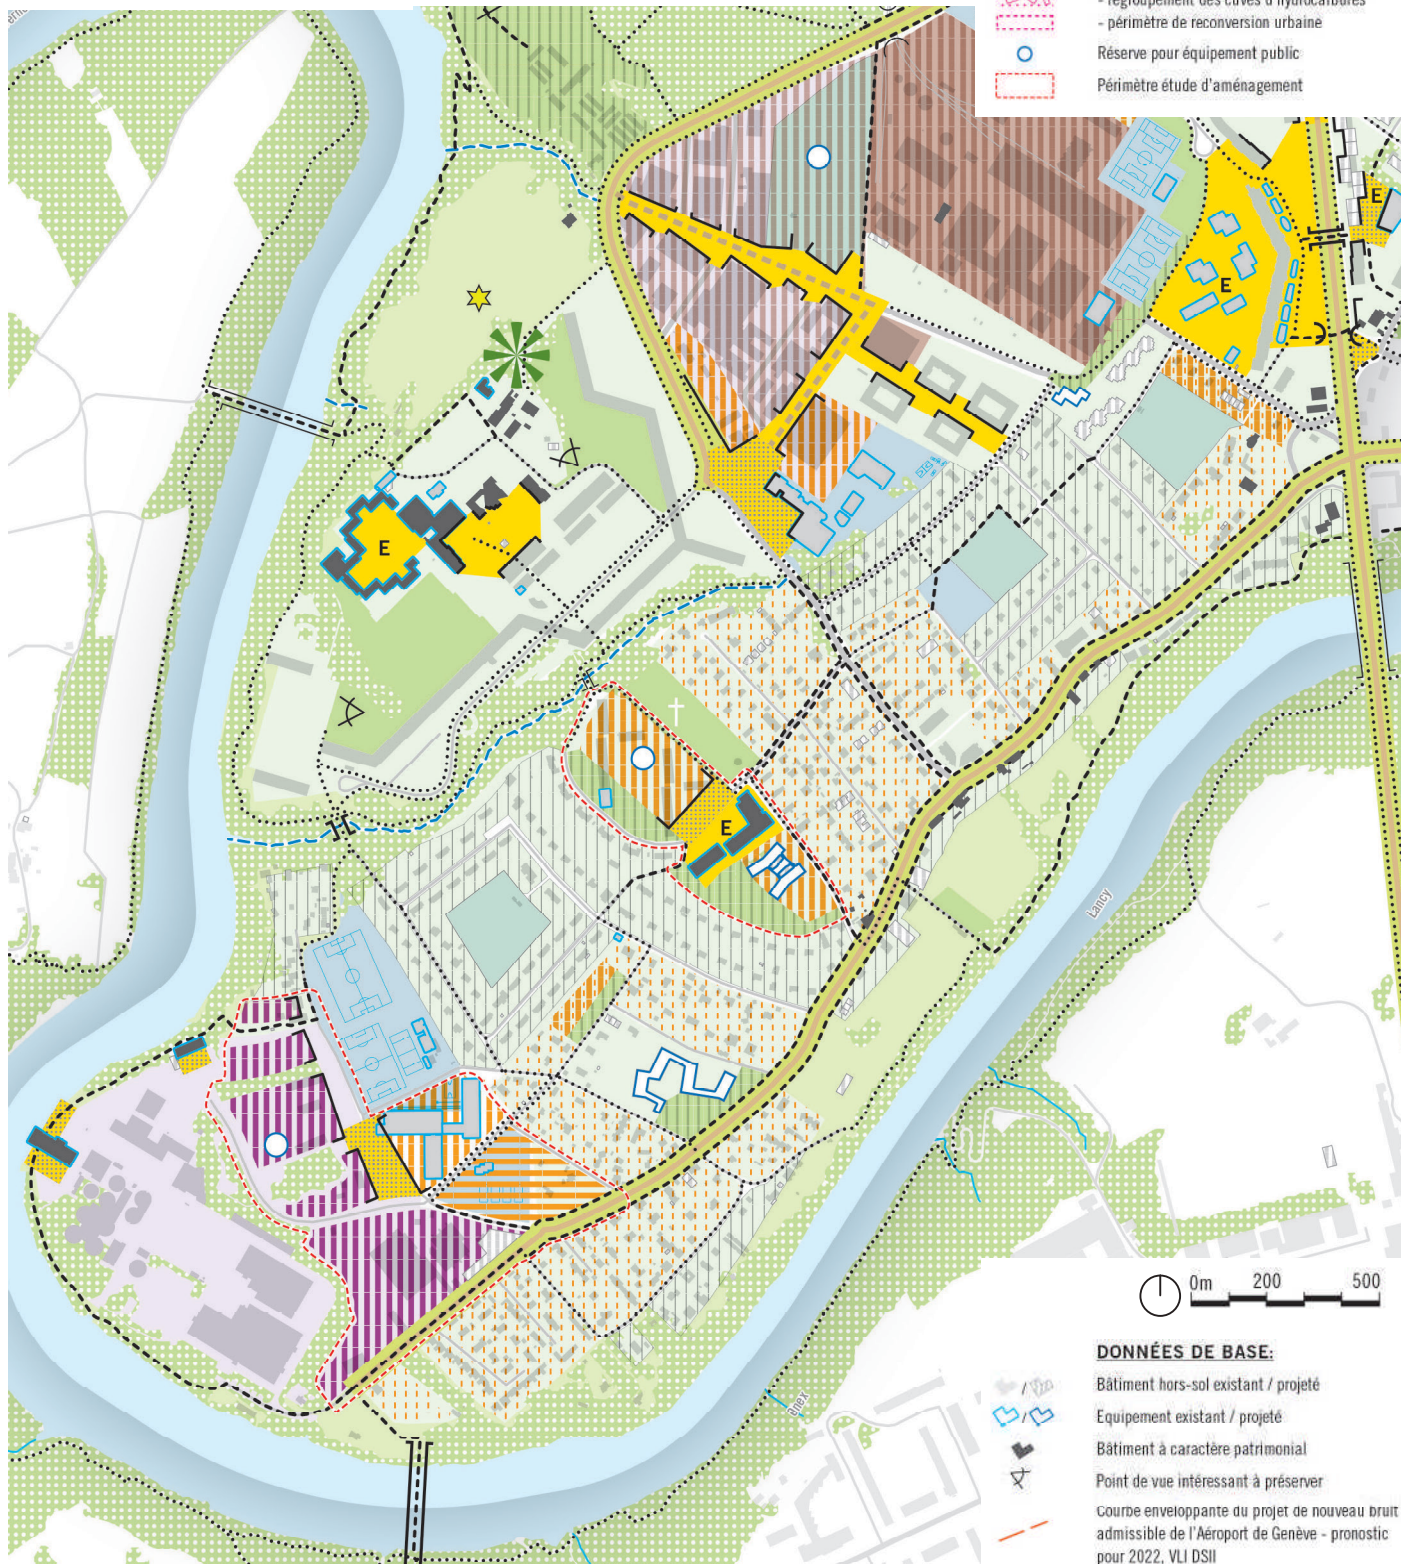 - regroupement des cuves d'hydrocarbures
- périmètre de reconversion urbaine
Réserve pour équipement public
Périmètre étude d'aménagement
E
E
E
E
Lancy
0m 200 500
DONNÉES DE BASE:
Bâtiment hors-sol existant / projeté
Equipement existant / projeté
Bâtiment à caractère patrimonial
Point de vue intéressant à préserver
Courbe enveloppante du projet de nouveau bruit
admissible de l'Aéroport de Genève - pronostic
pour 2022, VLI DSII